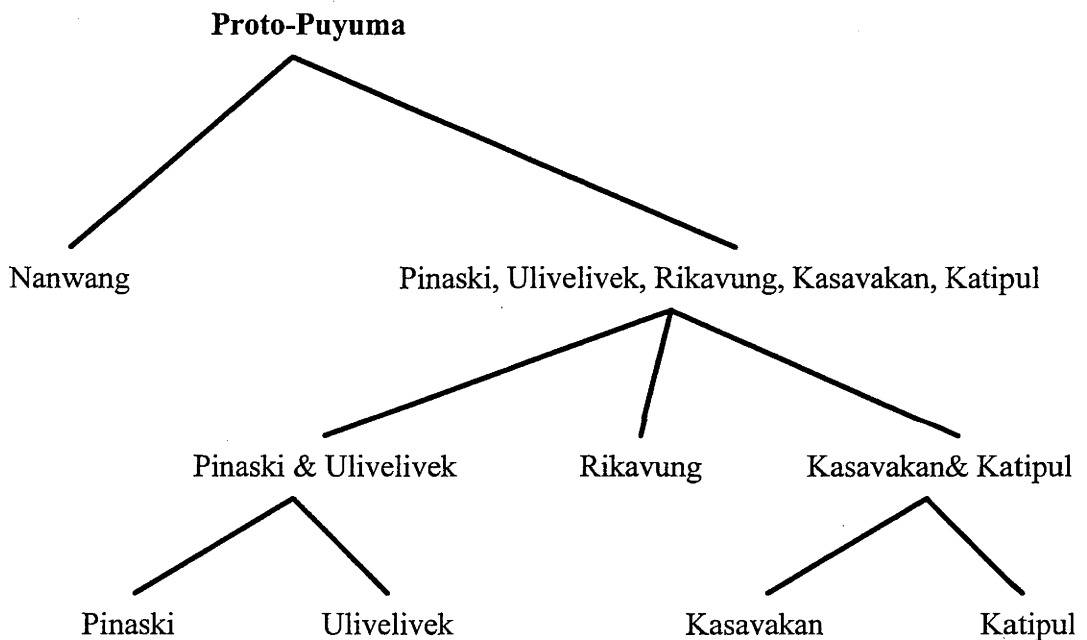 Proto-Puyuma
Nanwang Pinaski, Ulivelivek, Rikavung, Kasavakan, Katipul
Pinaski & Ulivelivek Rikavung Kasavakan& Katipul
Pinaski Ulivelivek Kasavakan Katipul